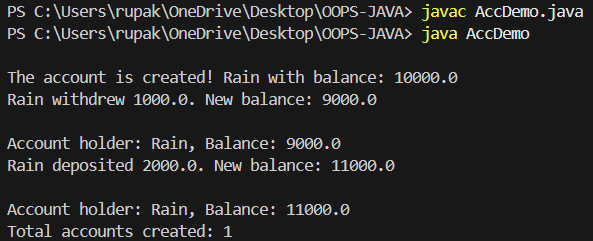 PS C:\Users\rupak\OneDrive\Desktop\OOPS-JAVA> javac AccDemo.java
PS C:\Users\rupak\OneDrive\Desktop\OOPS-JAVA> java AccDemo
The account is created! Rain with balance: 10000.0
Rain withdrew 1000.0. New balance: 9000.0
Account holder: Rain, Balance: 9000.0
Rain deposited 2000.0. New balance: 11000.0
Account holder: Rain, Balance: 11000.0
Total accounts created: 1